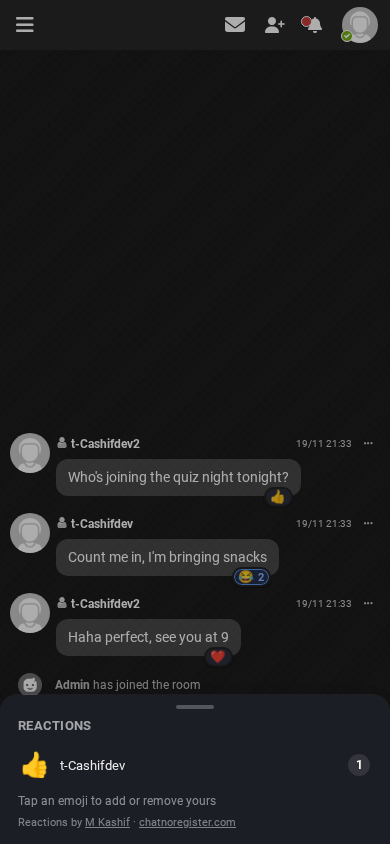 t-Cashifdev2 19/11 21:33 ···
Who's joining the quiz night tonight?
👍
t-Cashifdev 19/11 21:33 ···
Count me in, I'm bringing snacks
😂 2
t-Cashifdev2 19/11 21:33 ···
Haha perfect, see you at 9
❤️
Admin has joined the room
REACTIONS
👍 t-Cashifdev 1
Tap an emoji to add or remove yours
Reactions by M Kashif · chatnoregister.com